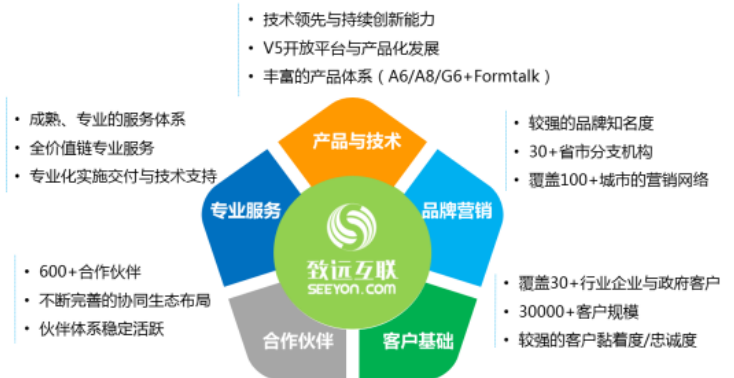 • 技术领先与持续创新能力
• V5开放平台与产品化发展
• 丰富的产品体系（A6/A8/G6+Formtalk）
• 成熟、专业的服务体系
• 全价值链专业服务
• 专业化实施交付与技术支持
产品与技术
• 较强的品牌知名度
• 30+省市分支机构
• 覆盖100+城市的营销网络
专业服务
品牌营销
致远互联
SEEYON.COM
• 600+合作伙伴
• 不断完善的协同生态布局
• 伙伴体系稳定活跃
合作伙伴
客户基础
• 覆盖30+行业企业与政府客户
• 30000+客户规模
• 较强的客户黏着度/忠诚度